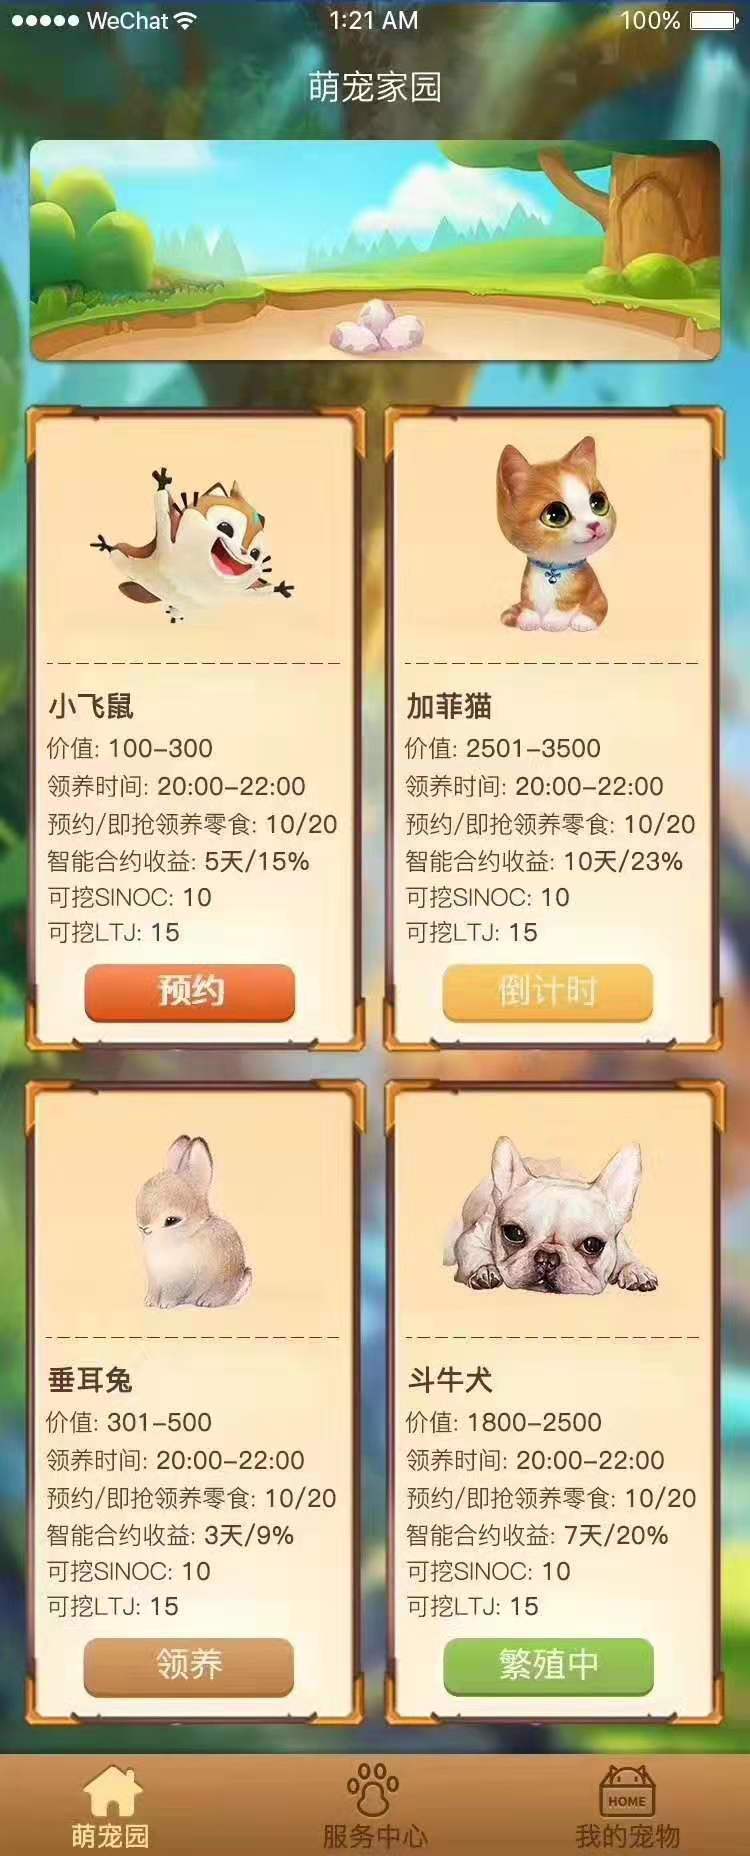 WeChat 1:21 AM 100%
萌宠家园
小飞鼠
价值: 100-300
领养时间: 20:00-22:00
预约/即抢领养零食: 10/20
智能合约收益: 5天/15%
可挖SINOC: 10
可挖LTJ: 15
预约
加菲猫
价值: 2501-3500
领养时间: 20:00-22:00
预约/即抢领养零食: 10/20
智能合约收益: 10天/23%
可挖SINOC: 10
可挖LTJ: 15
倒计时
垂耳兔
价值: 301-500
领养时间: 20:00-22:00
预约/即抢领养零食: 10/20
智能合约收益: 3天/9%
可挖SINOC: 10
可挖LTJ: 15
领养
斗牛犬
价值: 1800-2500
领养时间: 20:00-22:00
预约/即抢领养零食: 10/20
智能合约收益: 7天/20%
可挖SINOC: 10
可挖LTJ: 15
繁殖中
萌宠园
服务中心
HOME
我的宠物